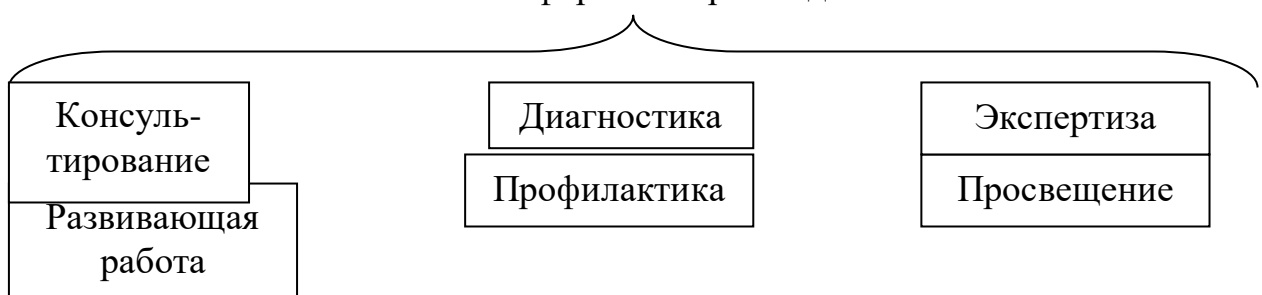 Консуль-
тирование
Диагностика
Экспертиза
Профилактика
Просвещение
Развивающая
работа